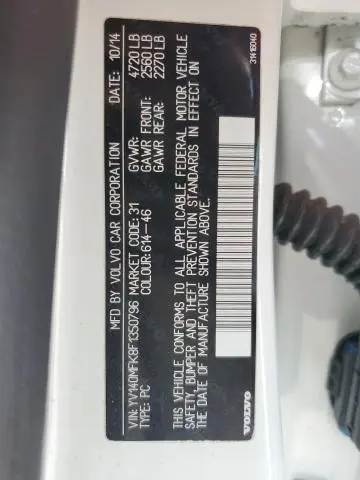 MFD BY VOLVO CAR CORPORATION DATE: 10/14
VIN: YV140MFK8F1350796 MARKET CODE: 31 GVWR: 4720 LB
TYPE: PC COLOUR: 614-46 GAWR FRONT: 2560 LB
GAWR REAR: 2270 LB
THIS VEHICLE CONFORMS TO ALL APPLICABLE FEDERAL MOTOR VEHICLE
SAFETY, BUMPER AND THEFT PREVENTION STANDARDS IN EFFECT ON
THE DATE OF MANUFACTURE SHOWN ABOVE.
VOLVO 31419040